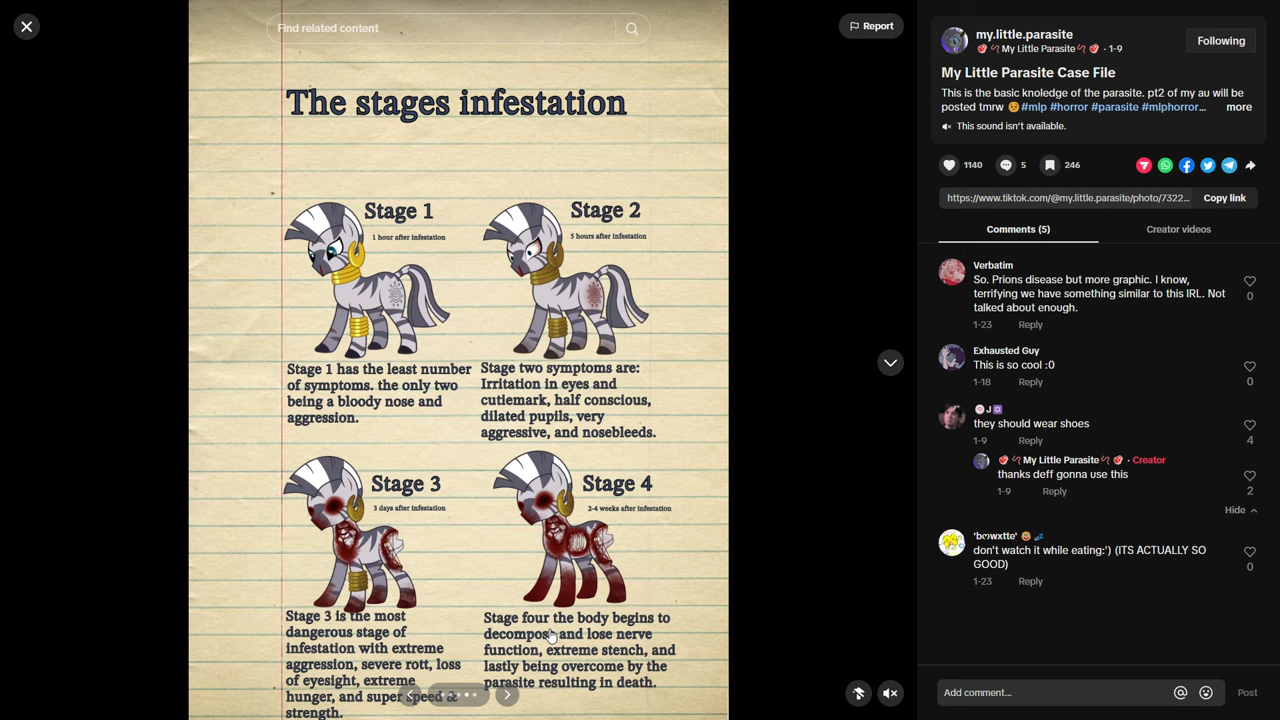 Find related content
Report
The stages infestation
Stage 1
1 hour after infestation
Stage 2
5 hours after infestation
Stage 1 has the least number
of symptoms. the only two
being a bloody nose and
aggression.
Stage two symptoms are:
Irritation in eyes and
cutiemark, half conscious,
dilated pupils, very
aggressive, and nosebleeds.
Stage 3
3 days after infestation
Stage 4
2-4 weeks after infestation
Stage 3 is the most
dangerous stage of
infestation with extreme
aggression, severe rott, loss
of eyesight, extreme
hunger, and super speed &
strength.
Stage four the body begins to
decompose and lose nerve
function, extreme stench, and
lastly being overcome by the
parasite resulting in death.
my.little.parasite
My Little Parasite · 1-9
Following
My Little Parasite Case File
This is the basic knoledge of the parasite. pt2 of my au will be
posted tmrw 😣#mlp #horror #parasite #mlphorror... more
This sound isn't available.
1140
5
246
https://www.tiktok.com/@my.little.parasite/photo/7322...
Copy link
Comments (5)
Creator videos
Verbatim
So. Prions disease but more graphic. I know,
terrifying we have something similar to this IRL. Not
talked about enough.
0
1-23
Reply
Exhausted Guy
This is so cool :0
0
1-18
Reply
J
they should wear shoes
4
1-9
Reply
My Little Parasite · Creator
thanks deff gonna use this
2
1-9
Reply
Hide
'bowxtte'
don't watch it while eating:') (ITS ACTUALLY SO
GOOD)
0
1-23
Reply
Add comment...
Post